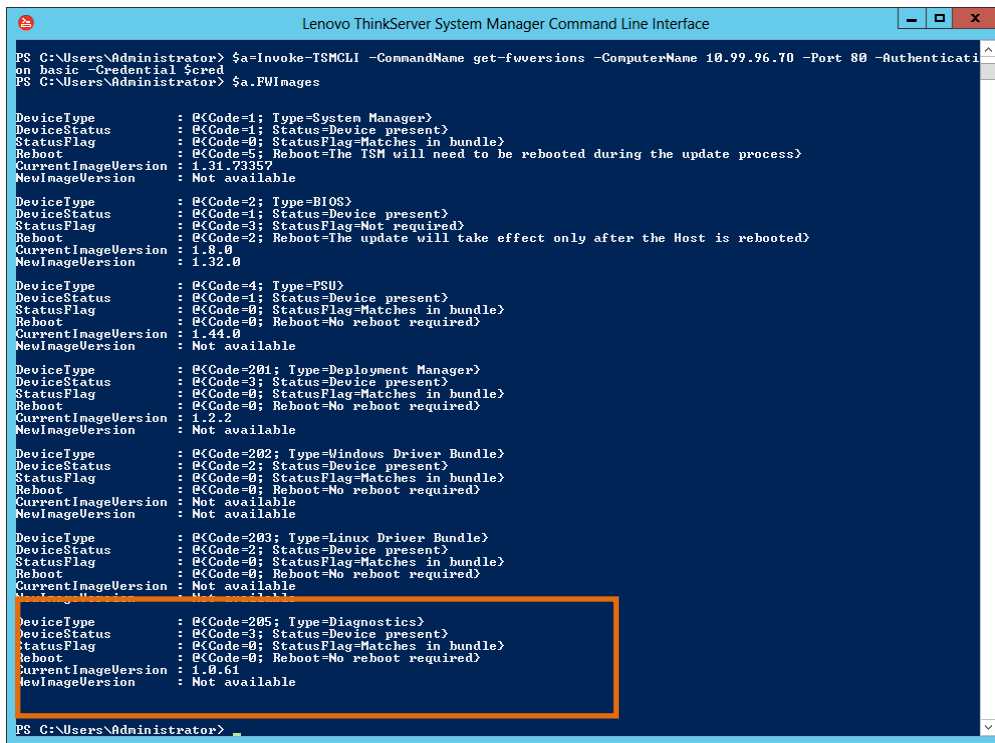 Lenovo ThinkServer System Manager Command Line Interface
PS C:\Users\Administrator> $a=Invoke-TSMCLI -CommandName get-fwversions -ComputerName 10.99.96.70 -Port 80 -Authenticati
on basic -Credential $cred
PS C:\Users\Administrator> $a.FWImages
DeviceType : @{Code=1; Type=System Manager}
DeviceStatus : @{Code=1; Status=Device present}
StatusFlag : @{Code=0; StatusFlag=Matches in bundle}
Reboot : @{Code=5; Reboot=The TSM will need to be rebooted during the update process}
CurrentImageVersion : 1.31.73357
NewImageVersion : Not available
DeviceType : @{Code=2; Type=BIOS}
DeviceStatus : @{Code=1; Status=Device present}
StatusFlag : @{Code=3; StatusFlag=Not required}
Reboot : @{Code=2; Reboot=The update will take effect only after the Host is rebooted}
CurrentImageVersion : 1.8.0
NewImageVersion : 1.32.0
DeviceType : @{Code=4; Type=PSU}
DeviceStatus : @{Code=1; Status=Device present}
StatusFlag : @{Code=0; StatusFlag=Matches in bundle}
Reboot : @{Code=0; Reboot=No reboot required}
CurrentImageVersion : 1.44.0
NewImageVersion : Not available
DeviceType : @{Code=201; Type=Deployment Manager}
DeviceStatus : @{Code=3; Status=Device present}
StatusFlag : @{Code=0; StatusFlag=Matches in bundle}
Reboot : @{Code=0; Reboot=No reboot required}
CurrentImageVersion : 1.2.2
NewImageVersion : Not available
DeviceType : @{Code=202; Type=Windows Driver Bundle}
DeviceStatus : @{Code=2; Status=Device present}
StatusFlag : @{Code=0; StatusFlag=Matches in bundle}
Reboot : @{Code=0; Reboot=No reboot required}
CurrentImageVersion : Not available
NewImageVersion : Not available
DeviceType : @{Code=203; Type=Linux Driver Bundle}
DeviceStatus : @{Code=2; Status=Device present}
StatusFlag : @{Code=0; StatusFlag=Matches in bundle}
Reboot : @{Code=0; Reboot=No reboot required}
CurrentImageVersion : Not available
NewImageVersion : Not available
DeviceType : @{Code=205; Type=Diagnostics}
DeviceStatus : @{Code=3; Status=Device present}
StatusFlag : @{Code=0; StatusFlag=Matches in bundle}
Reboot : @{Code=0; Reboot=No reboot required}
CurrentImageVersion : 1.0.61
NewImageVersion : Not available
PS C:\Users\Administrator> _